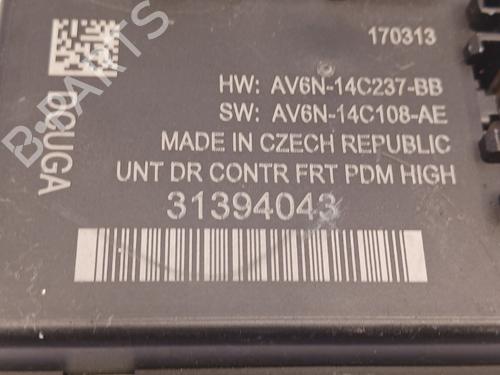 170313
HW: AV6N-14C237-BB
SW: AV6N-14C108-AE
MADE IN CZECH REPUBLIC
UNT DR CONTR FRT PDM HIGH
31394043
DOUGA
B-PARTS